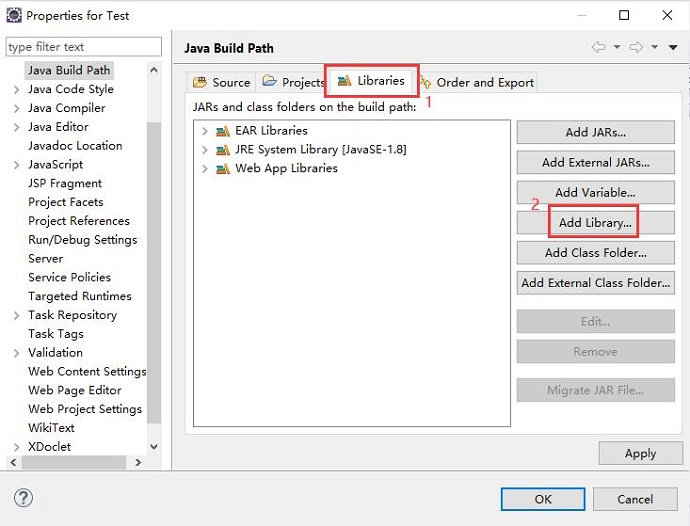 Properties for Test
type filter text
Java Build Path
Java Code Style
Java Compiler
Java Editor
Javadoc Location
JavaScript
JSP Fragment
Project Facets
Project References
Run/Debug Settings
Server
Service Policies
Targeted Runtimes
Task Repository
Task Tags
Validation
Web Content Settings
Web Page Editor
Web Project Settings
WikiText
XDoclet
Java Build Path
Source Projects Libraries Order and Export
1
JARs and class folders on the build path:
EAR Libraries
JRE System Library [JavaSE-1.8]
Web App Libraries
Add JARs...
Add External JARs...
Add Variable...
2
Add Library...
Add Class Folder...
Add External Class Folder...
Edit...
Remove
Migrate JAR File...
Apply
?
OK Cancel